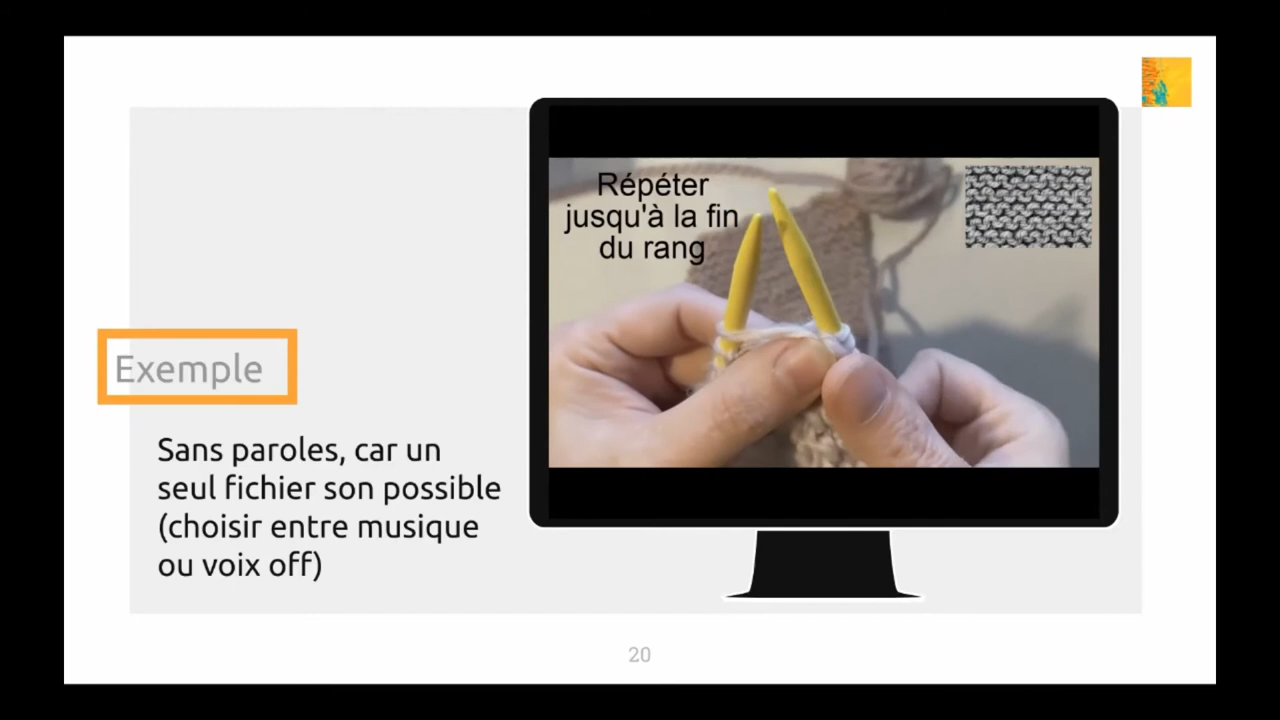 Répéter
jusqu'à la fin
du rang
Exemple
Sans paroles, car un
seul fichier son possible
(choisir entre musique
ou voix off)
20